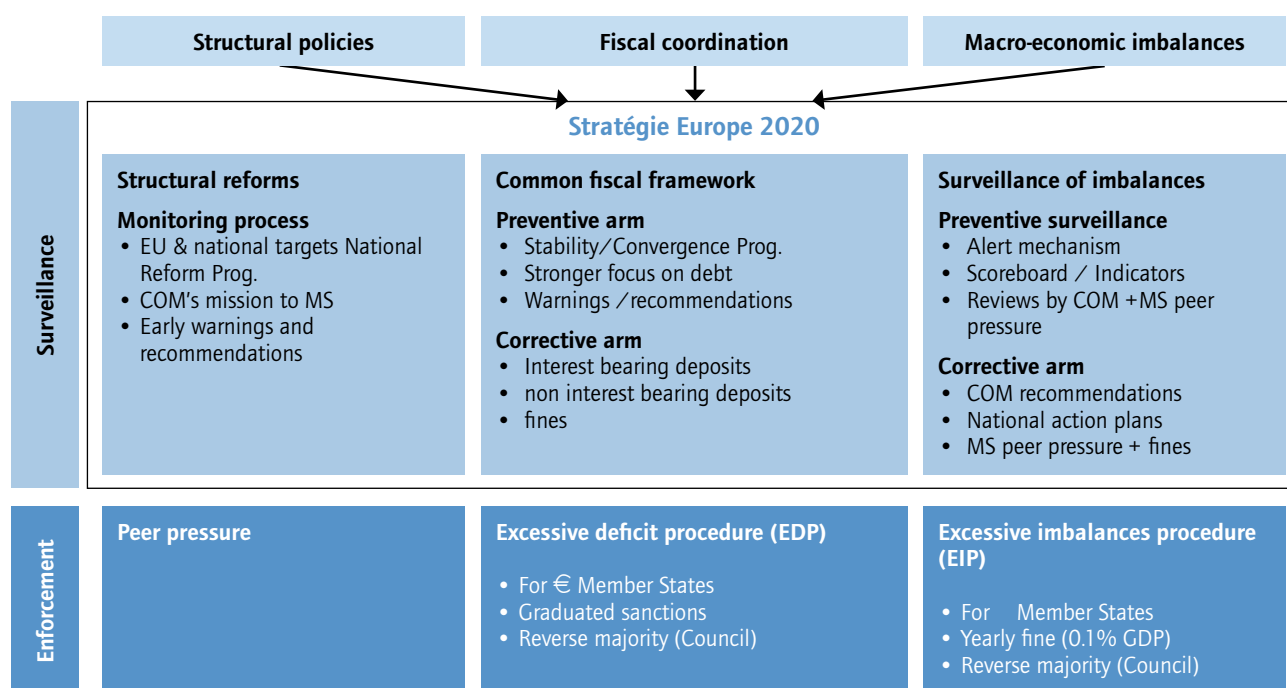 Structural policies
Fiscal coordination
Macro-economic imbalances
Surveillance
Stratégie Europe 2020
Structural reforms
Monitoring process
• EU & national targets National
Reform Prog.
• COM's mission to MS
• Early warnings and
recommendations
Common fiscal framework
Preventive arm
• Stability/Convergence Prog.
• Stronger focus on debt
• Warnings /recommendations
Corrective arm
• Interest bearing deposits
• non interest bearing deposits
• fines
Surveillance of imbalances
Preventive surveillance
• Alert mechanism
• Scoreboard / Indicators
• Reviews by COM +MS peer
pressure
Corrective arm
• COM recommendations
• National action plans
• MS peer pressure + fines
Enforcement
Peer pressure
Excessive deficit procedure (EDP)
• For € Member States
• Graduated sanctions
• Reverse majority (Council)
Excessive imbalances procedure
(EIP)
• For Member States
• Yearly fine (0.1% GDP)
• Reverse majority (Council)